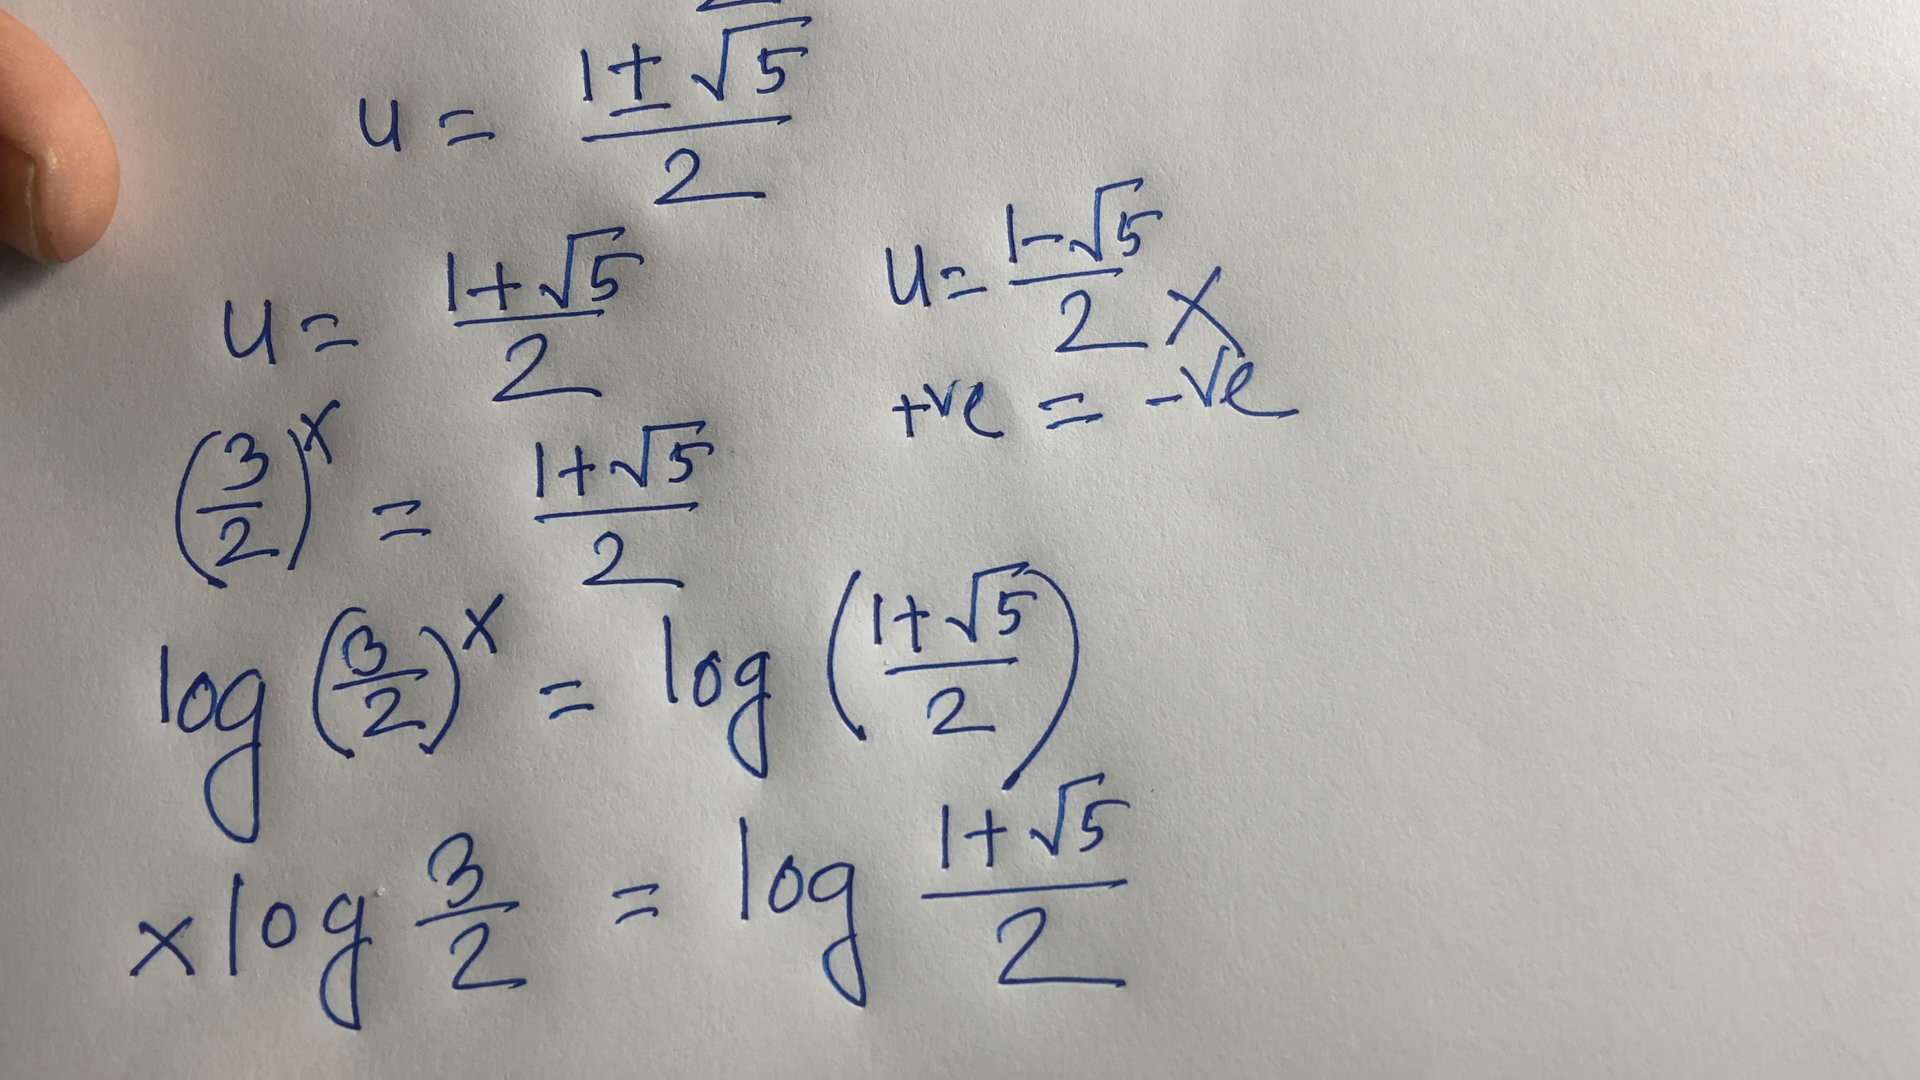 u = (1 ± √5)/2
u = (1 + √5)/2
u = (1 - √5)/2 ×
+ve = -ve
(3/2)^x = (1 + √5)/2
log (3/2)^x = log ((1 + √5)/2)
x log 3/2 = log (1 + √5)/2